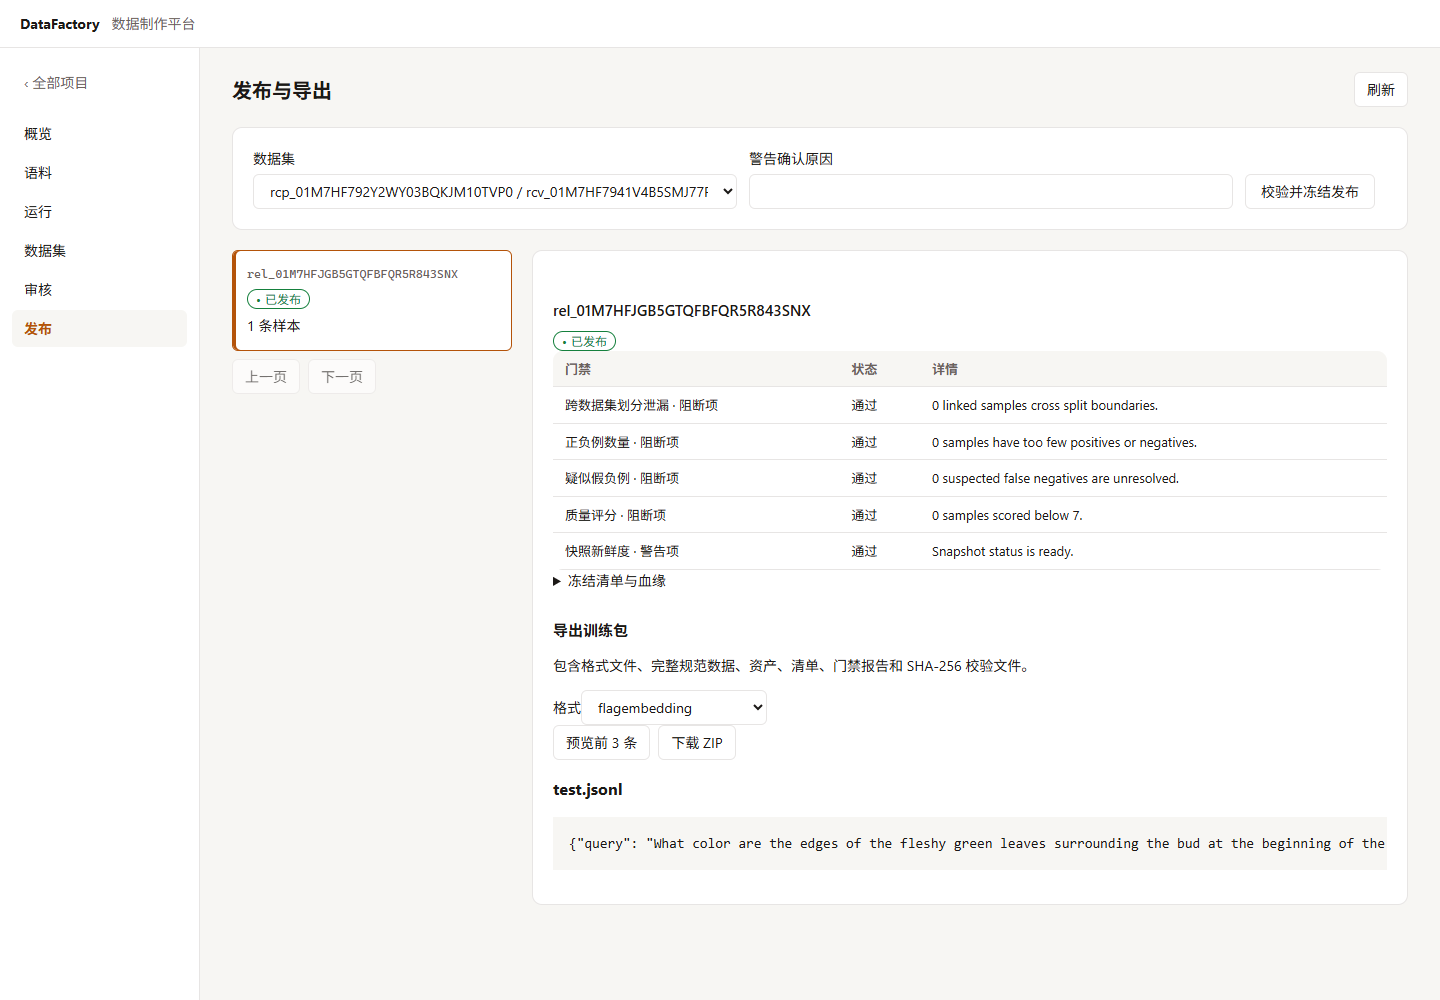 DataFactory 数据制作平台
‹ 全部项目
概览
语料
运行
数据集
审核
发布
发布与导出
刷新
数据集
警告确认原因
rcp_01M7HF792Y2WY03BQKJM10TVP0 / rcv_01M7HF7941V4B5SMJ77F
校验并冻结发布
rel_01M7HFJGB5GTQFBFQR5R843SNX
• 已发布
1 条样本
上一页
下一页
rel_01M7HFJGB5GTQFBFQR5R843SNX
• 已发布
门禁 状态 详情
跨数据集划分泄漏 · 阻断项 通过 0 linked samples cross split boundaries.
正负例数量 · 阻断项 通过 0 samples have too few positives or negatives.
疑似假负例 · 阻断项 通过 0 suspected false negatives are unresolved.
质量评分 · 阻断项 通过 0 samples scored below 7.
快照新鲜度 · 警告项 通过 Snapshot status is ready.
▶ 冻结清单与血缘
导出训练包
包含格式文件、完整规范数据、资产、清单、门禁报告和 SHA-256 校验文件。
格式 flagembedding
预览前 3 条 下载 ZIP
test.jsonl
{"query": "What color are the edges of the fleshy green leaves surrounding the bud at the beginning of the